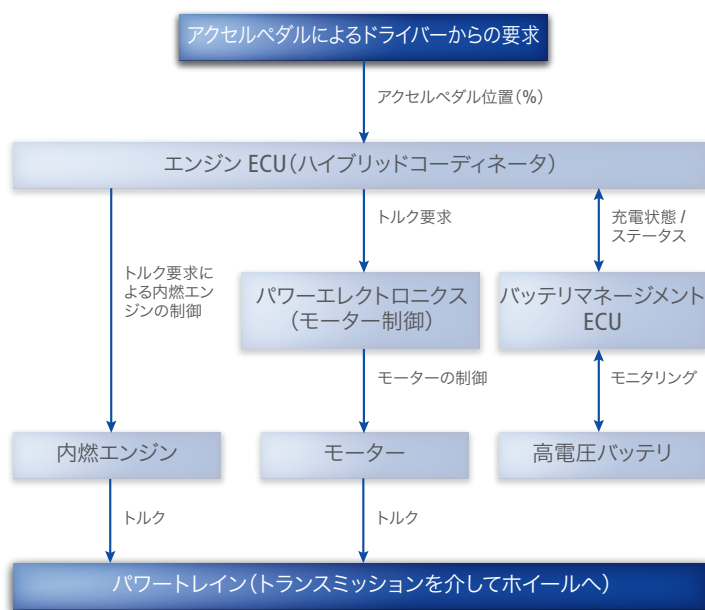 アクセルペダルによるドライバーからの要求
アクセルペダル位置(%)
エンジン ECU(ハイブリッドコーディネータ)
トルク要求による内燃エンジンの制御
トルク要求
充電状態 /
ステータス
パワーエレクトロニクス
(モーター制御)
バッテリマネージメント
ECU
モーターの制御
モニタリング
内燃エンジン
モーター
高電圧バッテリ
トルク
トルク
パワートレイン(トランスミッションを介してホイールへ)